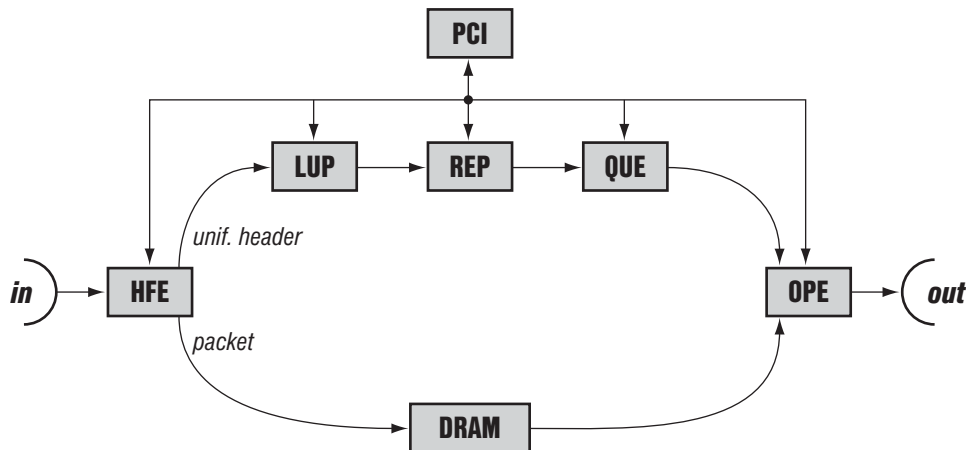 PCI
LUP
REP
QUE
unif. header
in
HFE
OPE
out
packet
DRAM